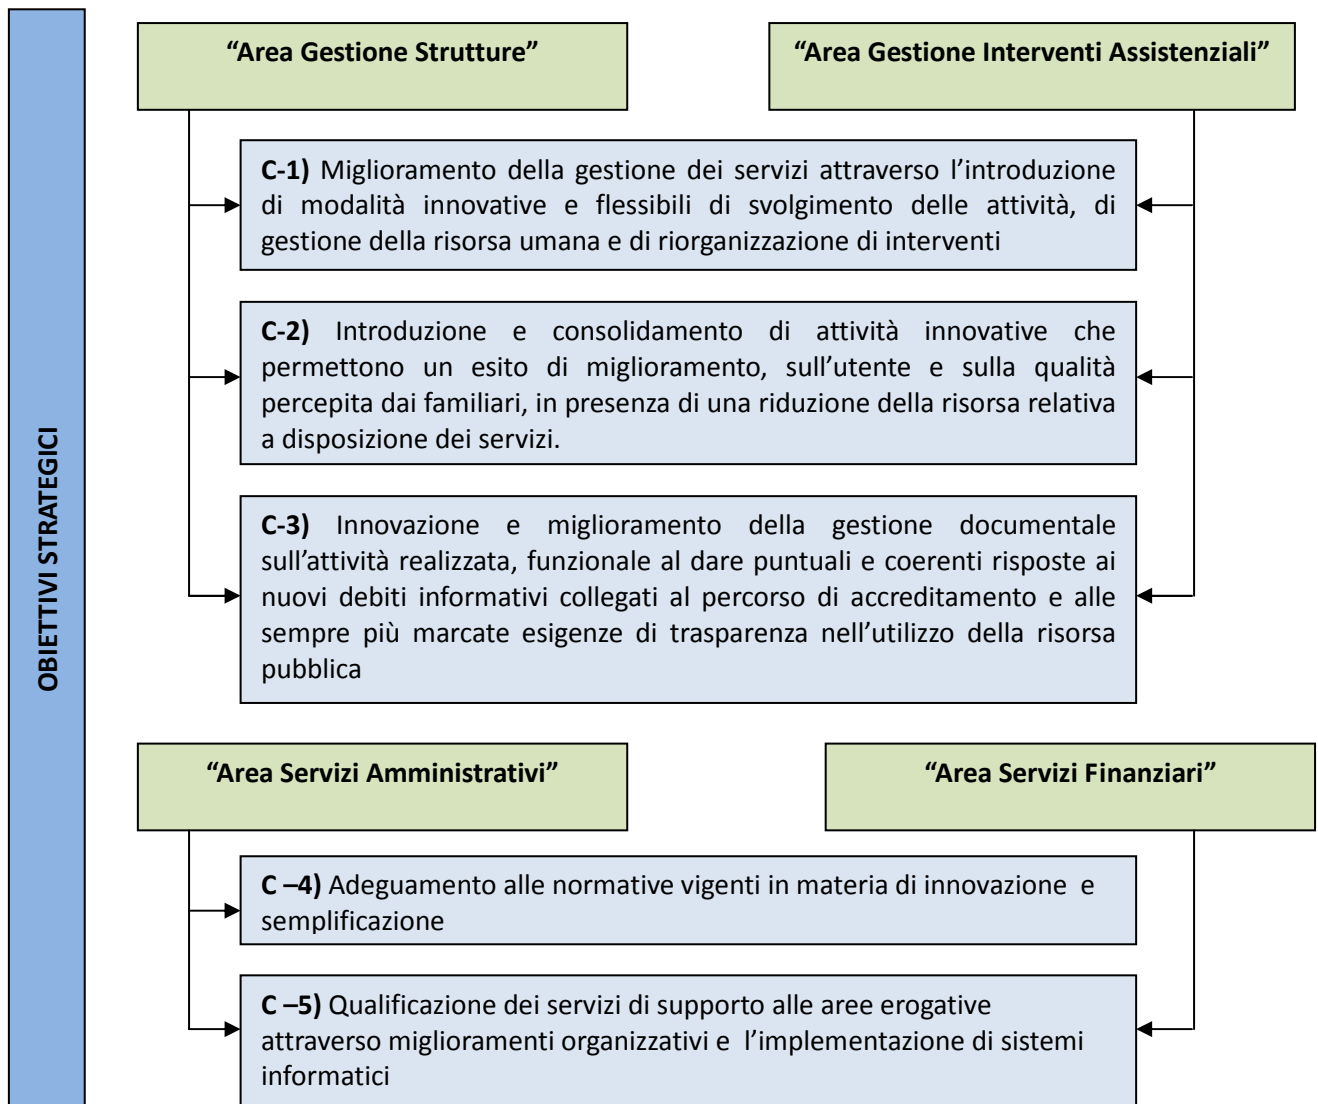 OBIETTIVI STRATEGICI
“Area Gestione Strutture”
“Area Gestione Interventi Assistenziali”
C-1) Miglioramento della gestione dei servizi attraverso l’introduzione
di modalità innovative e flessibili di svolgimento delle attività, di
gestione della risorsa umana e di riorganizzazione di interventi
C-2) Introduzione e consolidamento di attività innovative che
permettono un esito di miglioramento, sull’utente e sulla qualità
percepita dai familiari, in presenza di una riduzione della risorsa relativa
a disposizione dei servizi.
C-3) Innovazione e miglioramento della gestione documentale
sull’attività realizzata, funzionale al dare puntuali e coerenti risposte ai
nuovi debiti informativi collegati al percorso di accreditamento e alle
sempre più marcate esigenze di trasparenza nell’utilizzo della risorsa
pubblica
“Area Servizi Amministrativi”
“Area Servizi Finanziari”
C –4) Adeguamento alle normative vigenti in materia di innovazione e
semplificazione
C –5) Qualificazione dei servizi di supporto alle aree erogative
attraverso miglioramenti organizzativi e l’implementazione di sistemi
informatici